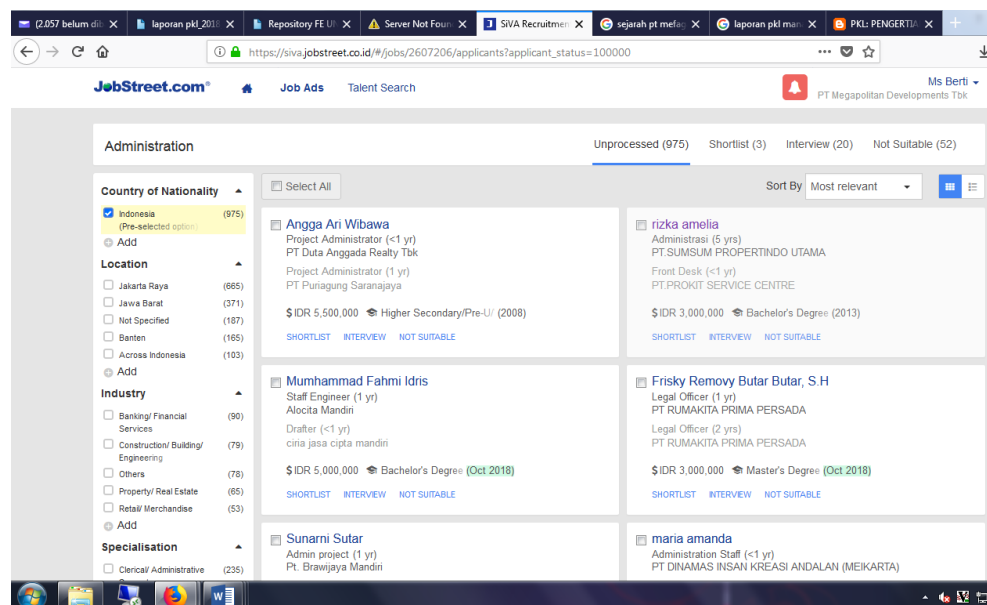 (2.057 belum dib
laporan pkl_2018
Repository FE UN
Server Not Found
SiVA Recruitmen
sejarah pt mefag
laporan pkl mana
PKL: PENGERTIA
https://siva.jobstreet.co.id/#/jobs/2607206/applicants?applicant_status=100000
JobStreet.com®
Job Ads Talent Search
Ms Berti
PT Megapolitan Developments Tbk
Administration
Unprocessed (975) Shortlist (3) Interview (20) Not Suitable (52)
Country of Nationality
Indonesia (975)
(Pre-selected option)
Add
Location
Jakarta Raya (665)
Jawa Barat (371)
Not Specified (187)
Banten (165)
Across Indonesia (103)
Add
Industry
Banking/ Financial (90)
Services
Construction/ Building/ (79)
Engineering
Others (78)
Property/ Real Estate (65)
Retail/ Merchandise (53)
Add
Specialisation
Clerical/ Administrative (235)
Select All
Sort By Most relevant
Angga Ari Wibawa
Project Administrator (<1 yr)
PT Duta Anggada Realty Tbk
Project Administrator (1 yr)
PT Puriagung Saranajaya
$ IDR 5,500,000 Higher Secondary/Pre-U/ (2008)
SHORTLIST INTERVIEW NOT SUITABLE
rizka amelia
Administrasi (5 yrs)
PT.SUMSUM PROPERTINDO UTAMA
Front Desk (<1 yr)
PT.PROKIT SERVICE CENTRE
$ IDR 3,000,000 Bachelor's Degree (2013)
SHORTLIST INTERVIEW NOT SUITABLE
Mumhammad Fahmi Idris
Staff Engineer (1 yr)
Alocita Mandiri
Drafter (<1 yr)
ciria jasa cipta mandiri
$ IDR 5,000,000 Bachelor's Degree (Oct 2018)
SHORTLIST INTERVIEW NOT SUITABLE
Frisky Removy Butar Butar, S.H
Legal Officer (1 yr)
PT RUMAKITA PRIMA PERSADA
Legal Officer (2 yrs)
PT RUMAKITA PRIMA PERSADA
$ IDR 3,000,000 Master's Degree (Oct 2018)
SHORTLIST INTERVIEW NOT SUITABLE
Sunarni Sutar
Admin project (1 yr)
Pt. Brawijaya Mandiri
maria amanda
Administration Staff (<1 yr)
PT DINAMAS INSAN KREASI ANDALAN (MEIKARTA)